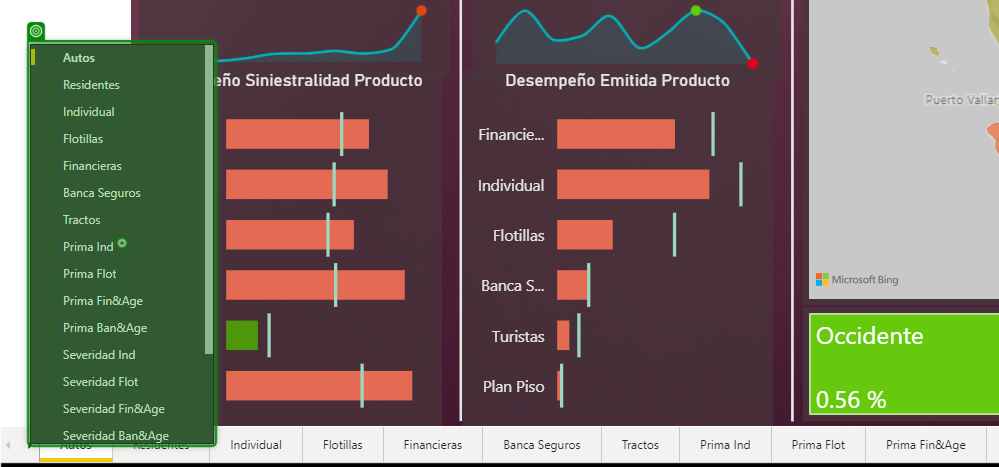 Autos
Residentes
Individual
Flotillas
Financieras
Banca Seguros
Tractos
Prima Ind
Prima Flot
Prima Fin&Age
Prima Ban&Age
Severidad Ind
Severidad Flot
Severidad Fin&Age
Severidad Ban&Age
eño Siniestralidad Producto
Desempeño Emitida Producto
Financie...
Individual
Flotillas
Banca S...
Turistas
Plan Piso
Puerto Vallar
Microsoft Bing
Occidente
0.56 %
Autos Residentes Individual Flotillas Financieras Banca Seguros Tractos Prima Ind Prima Flot Prima Fin&Age